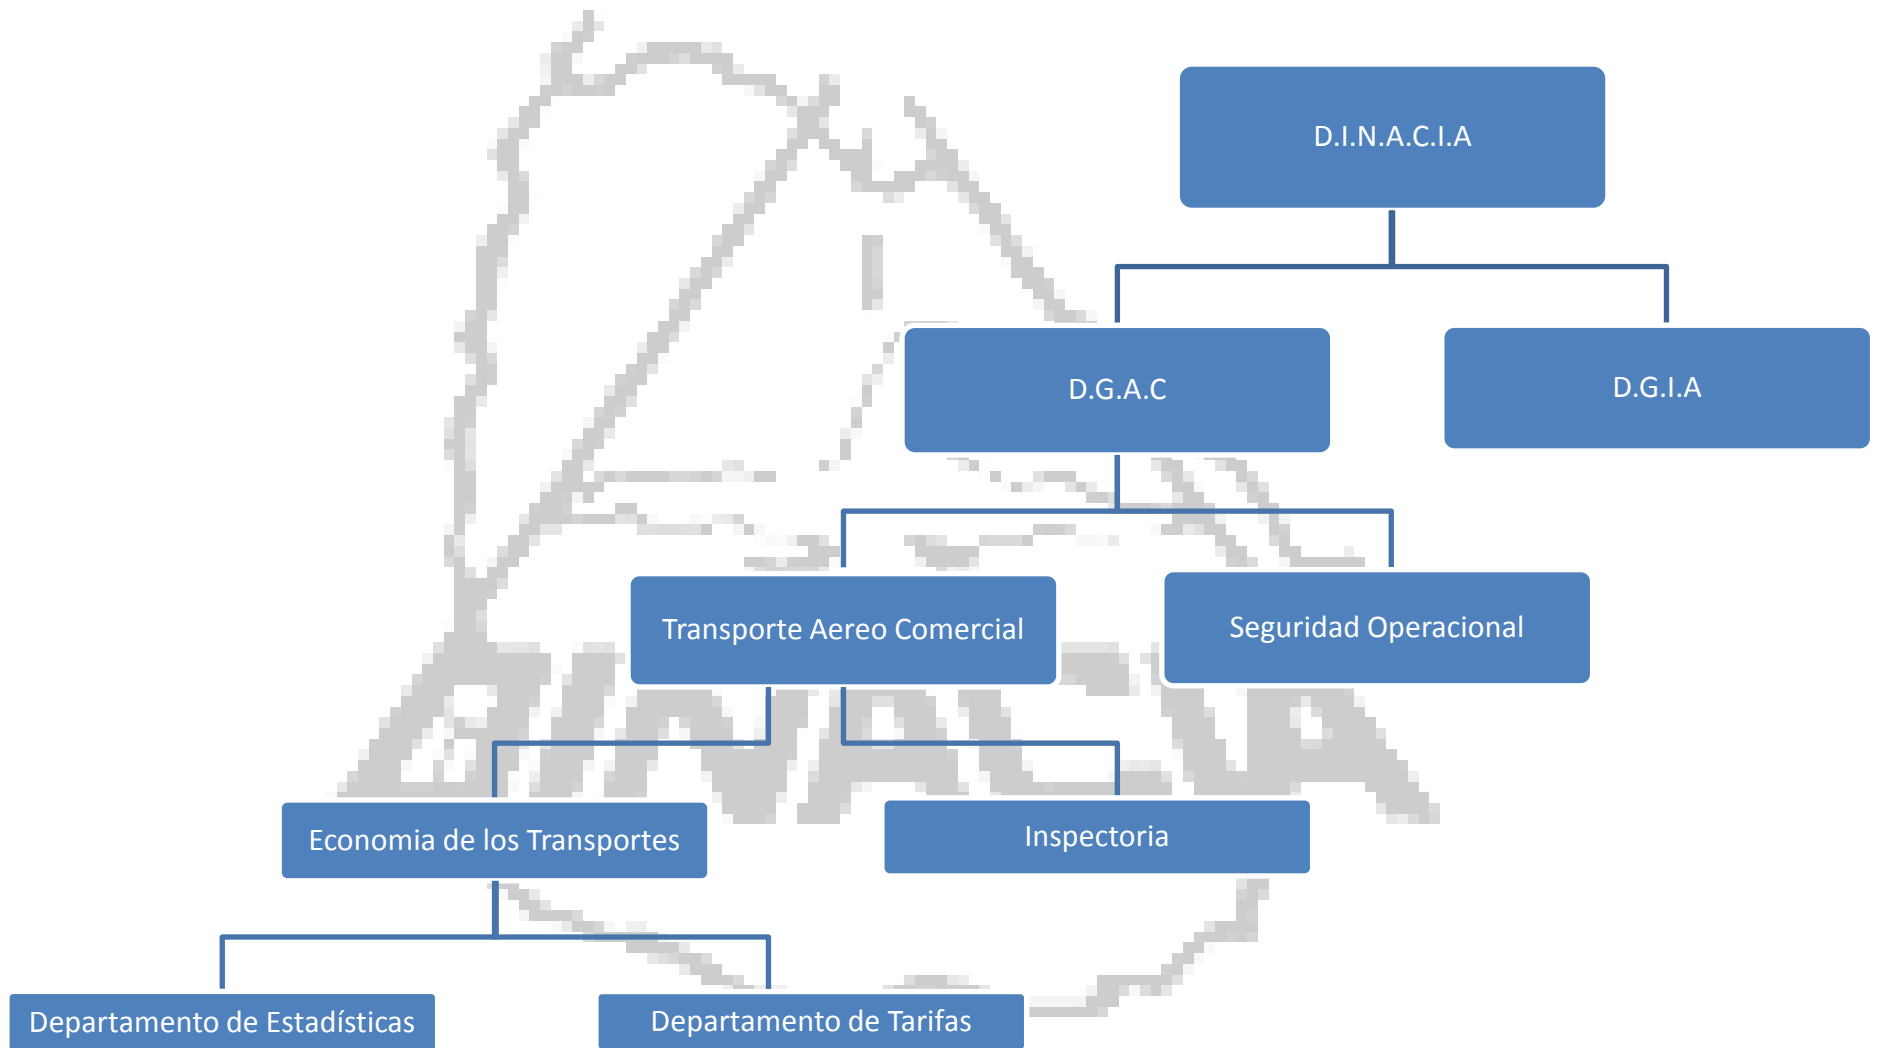 D.I.N.A.C.I.A
D.G.A.C
D.G.I.A
Transporte Aereo Comercial
Seguridad Operacional
Economia de los Transportes
Inspectoria
Departamento de Estadísticas
Departamento de Tarifas